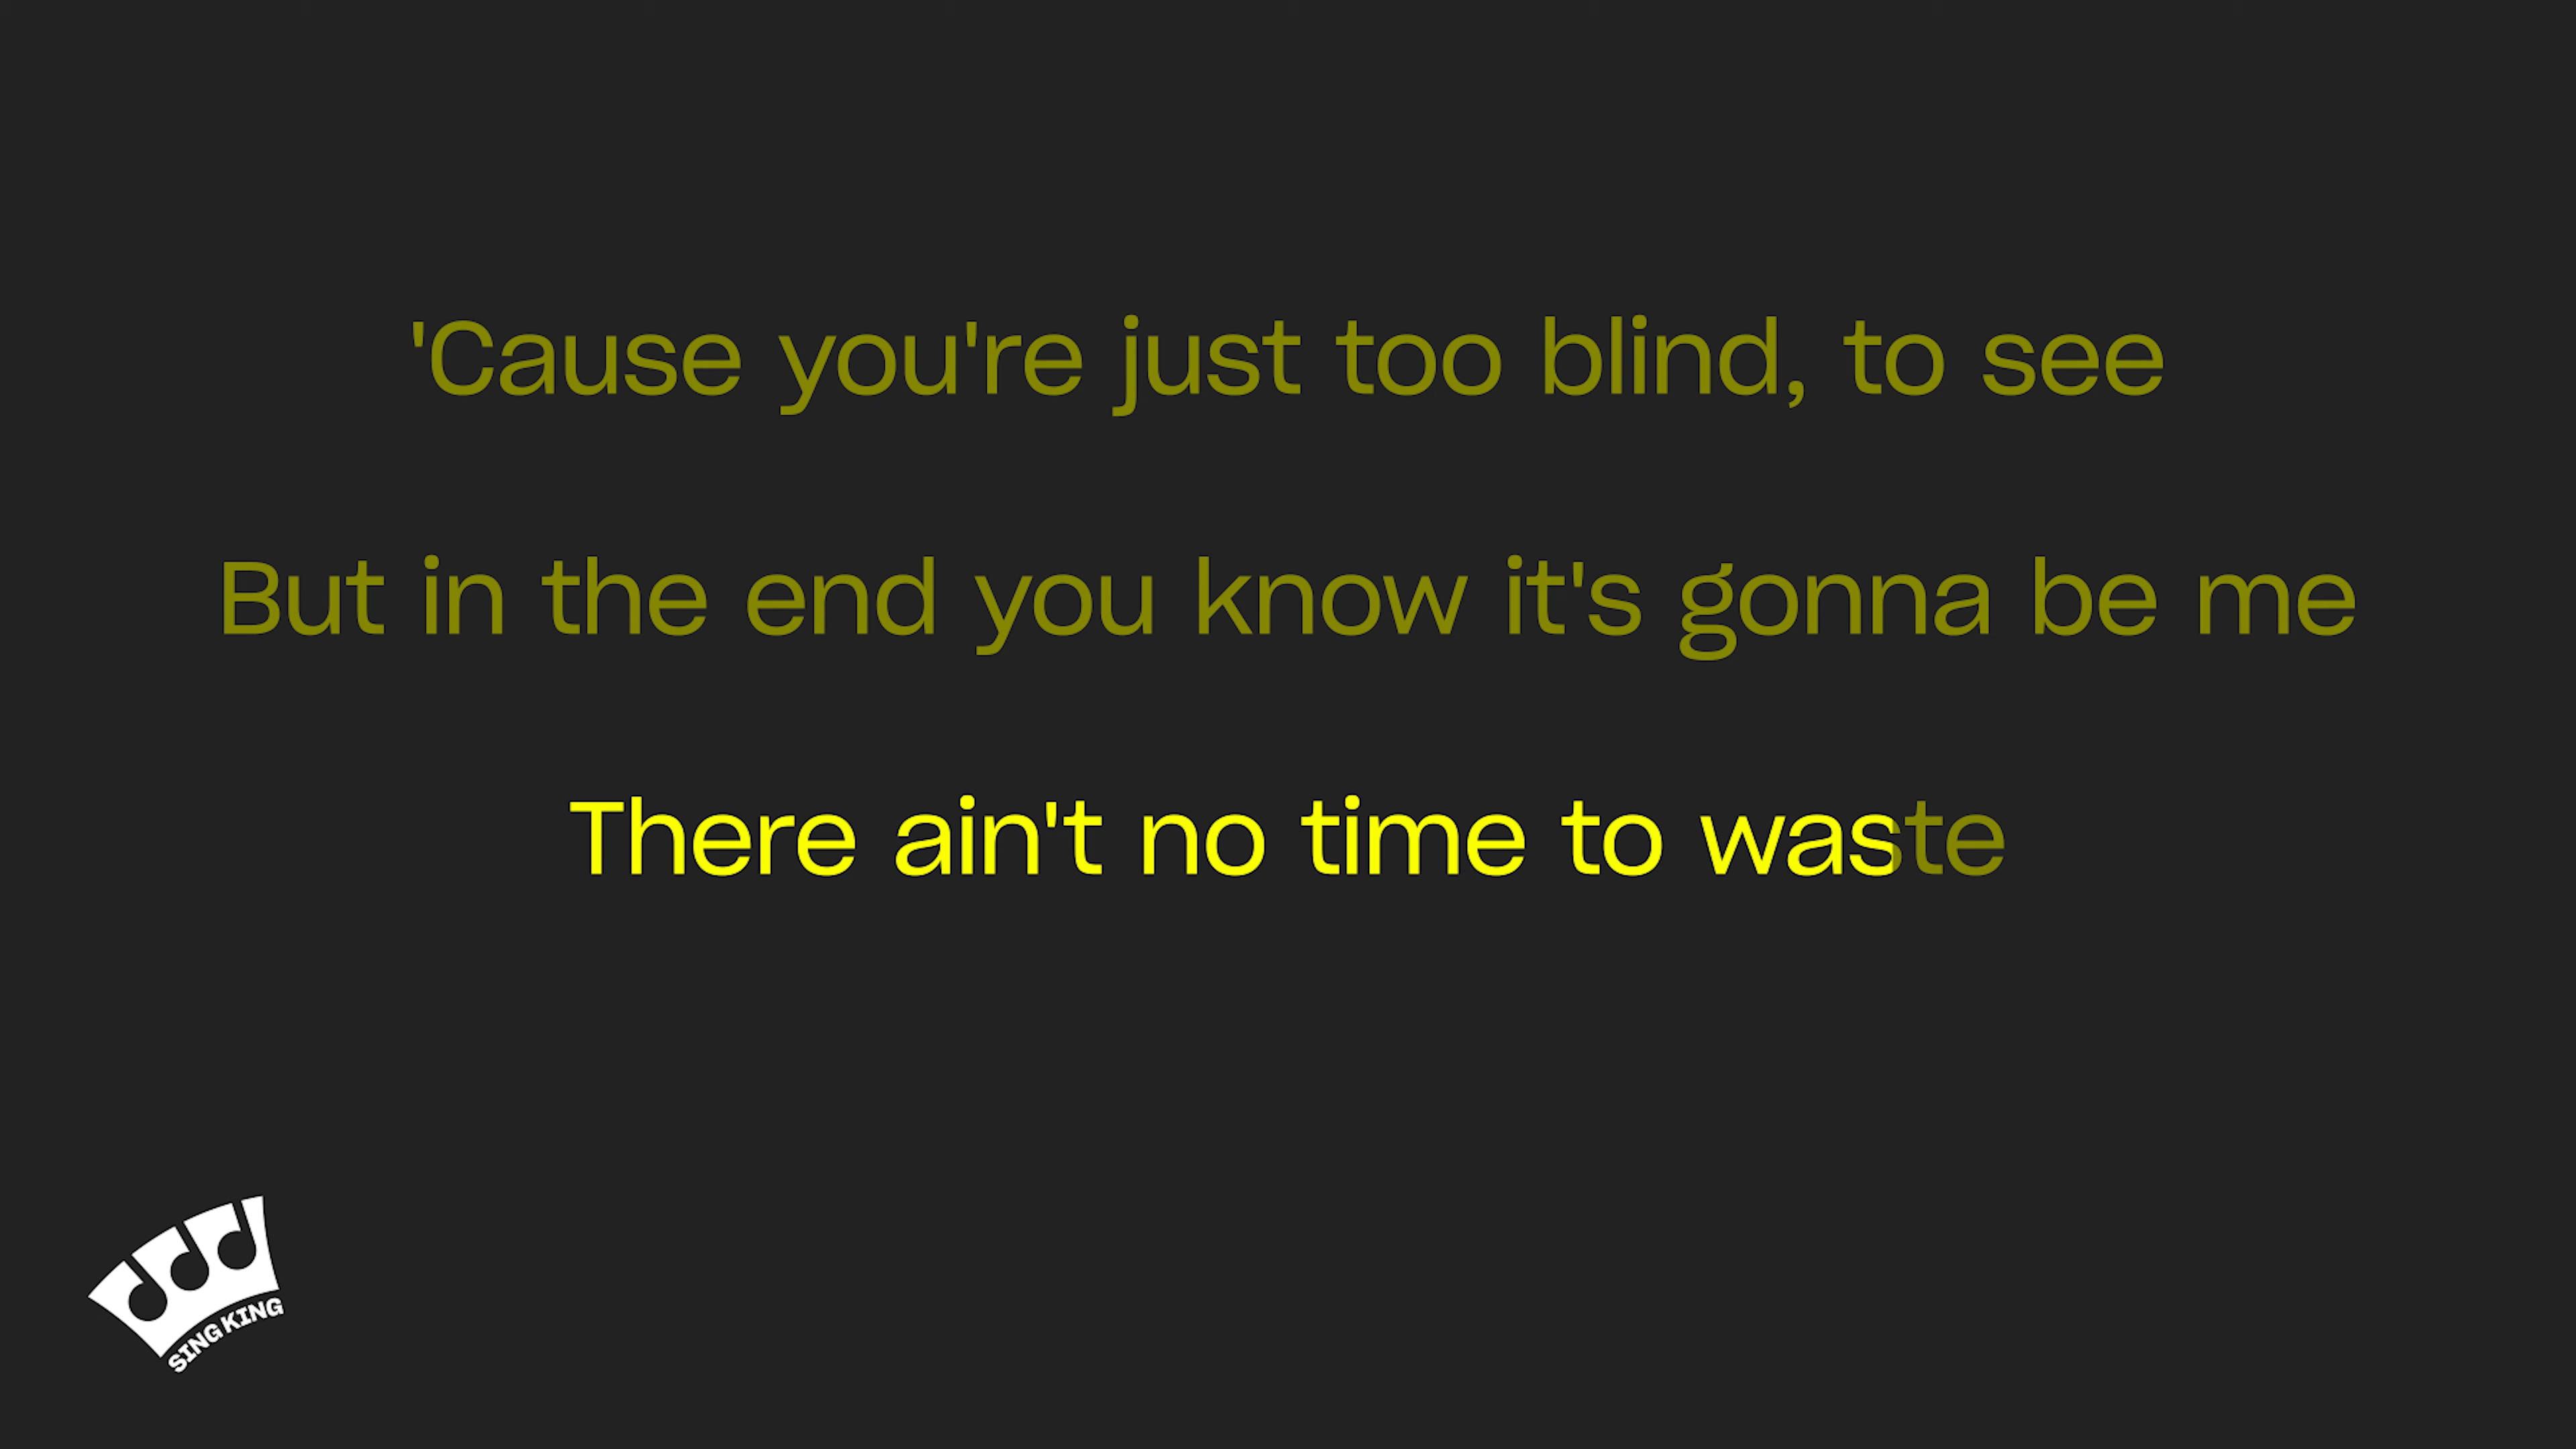 'Cause you're just too blind, to see
But in the end you know it's gonna be me
There ain't no time to waste
SING KING